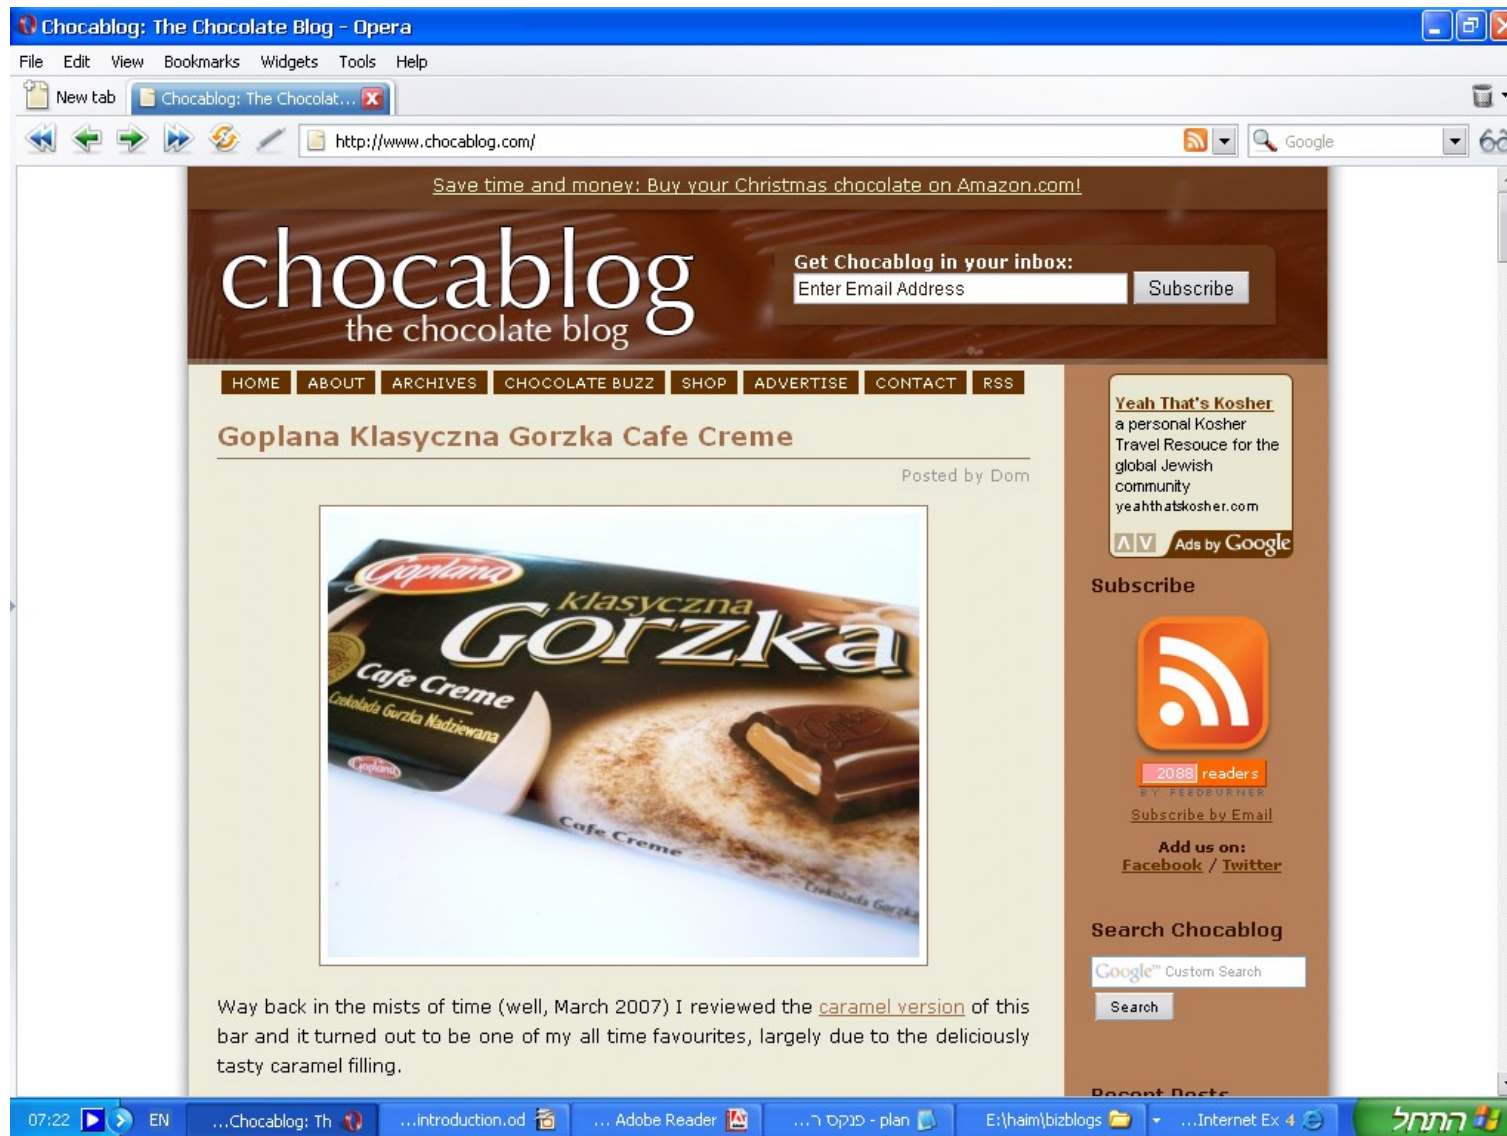 Chocablog: The Chocolate Blog - Opera
File Edit View Bookmarks Widgets Tools Help
New tab Chocablog: The Chocolat...
http://www.chocablog.com/ Google
Save time and money: Buy your Christmas chocolate on Amazon.com!
chocablog
the chocolate blog
Get Chocablog in your inbox:
Enter Email Address Subscribe
HOME ABOUT ARCHIVES CHOCOLATE BUZZ SHOP ADVERTISE CONTACT RSS
Goplana Klasyczna Gorzka Cafe Creme
Posted by Dom
Goplana
klasyczna
Gorzka
Cafe Creme
Czekolada Gorzka Nadziewana
Goplana
Cafe Creme
Czekolada Gorzka
Way back in the mists of time (well, March 2007) I reviewed the caramel version of this
bar and it turned out to be one of my all time favourites, largely due to the deliciously
tasty caramel filling.
Yeah That's Kosher
a personal Kosher
Travel Resouce for the
global Jewish
community
yeahthatskosher.com
Ads by Google
Subscribe
2088 readers
BY FEEDBURNER
Subscribe by Email
Add us on:
Facebook / Twitter
Search Chocablog
Google™ Custom Search
Search
Recent Posts
07:22 EN ...Chocablog: Th ...introduction.od ... Adobe Reader ...פנקס ר - plan E:\haim\bizblogs ...Internet Ex 4 התחל